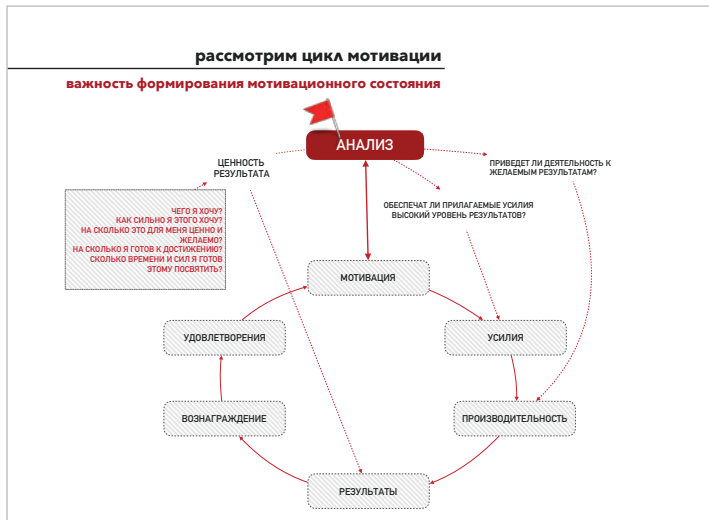 рассмотрим цикл мотивации
важность формирования мотивационного состояния
АНАЛИЗ
ЦЕННОСТЬ
РЕЗУЛЬТАТА
ПРИВЕДЕТ ЛИ ДЕЯТЕЛЬНОСТЬ К
ЖЕЛАЕМЫМ РЕЗУЛЬТАТАМ?
ОБЕСПЕЧАТ ЛИ ПРИЛАГАЕМЫЕ УСИЛИЯ
ВЫСОКИЙ УРОВЕНЬ РЕЗУЛЬТАТОВ?
ЧЕГО Я ХОЧУ?
КАК СИЛЬНО Я ЭТОГО ХОЧУ?
НА СКОЛЬКО ЭТО ДЛЯ МЕНЯ ЦЕННО И
ЖЕЛАЕМО?
НА СКОЛЬКО Я ГОТОВ К ДОСТИЖЕНИЮ?
СКОЛЬКО ВРЕМЕНИ И СИЛ Я ГОТОВ
ЭТОМУ ПОСВЯТИТЬ?
МОТИВАЦИЯ
УДОВЛЕТВОРЕНИЯ
УСИЛИЯ
ВОЗНАГРАЖДЕНИЕ
ПРОИЗВОДИТЕЛЬНОСТЬ
РЕЗУЛЬТАТЫ